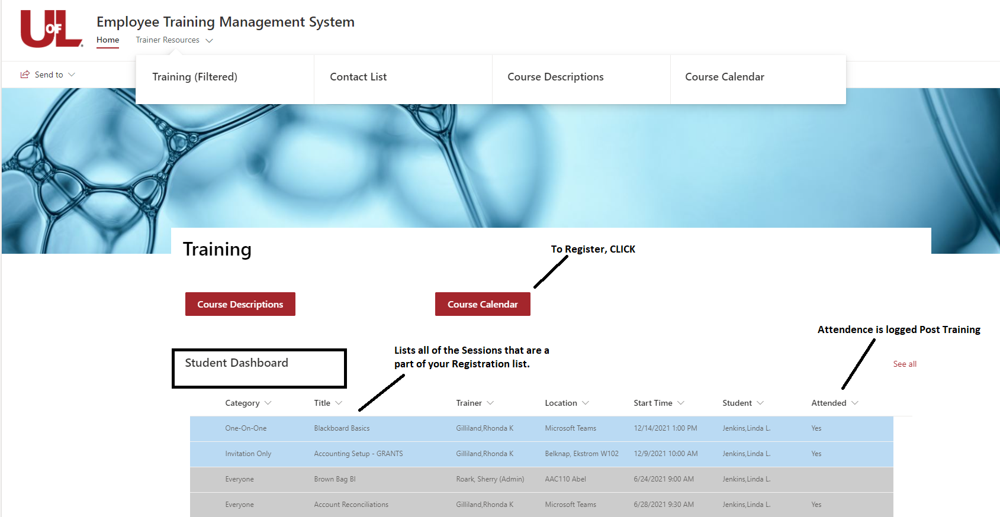 U OF L
Employee Training Management System
Home Trainer Resources
Send to
Training (Filtered) Contact List Course Descriptions Course Calendar
Training
To Register, CLICK
Course Descriptions Course Calendar
Attendence is logged Post Training
Lists all of the Sessions that are a
part of your Registration list.
Student Dashboard
See all
Category Title Trainer Location Start Time Student Attended
One-On-One Blackboard Basics Gilliland,Rhonda K Microsoft Teams 12/14/2021 1:00 PM Jenkins,Linda L. Yes
Invitation Only Accounting Setup - GRANTS Gilliland,Rhonda K Belknap, Ekstrom W102 12/9/2021 10:00 AM Jenkins,Linda L. Yes
Everyone Brown Bag BI Roark, Sherry (Admin) AAC110 Abel 6/24/2021 9:00 AM Jenkins,Linda L.
Everyone Account Reconciliations Gilliland,Rhonda K Microsoft Teams 6/28/2021 9:30 AM Jenkins,Linda L. Yes